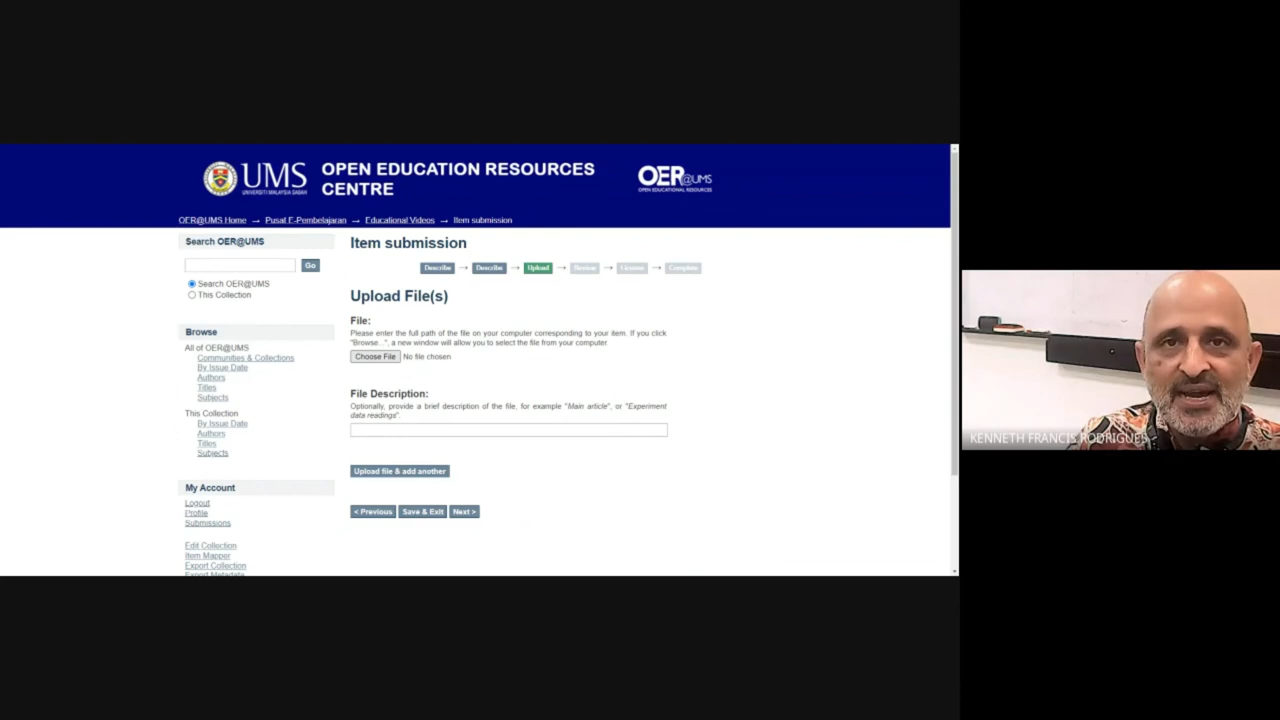 UMS
UNIVERSITI MALAYSIA SABAH
OPEN EDUCATION RESOURCES
CENTRE
OER@UMS
OPEN EDUCATIONAL RESOURCES
OER@UMS Home → Pusat E-Pembelajaran → Educational Videos → Item submission
Search OER@UMS
Go
Search OER@UMS
This Collection
Browse
All of OER@UMS
Communities & Collections
By Issue Date
Authors
Titles
Subjects
This Collection
By Issue Date
Authors
Titles
Subjects
My Account
Logout
Profile
Submissions
Edit Collection
Item Mapper
Export Collection
Export Metadata
Item submission
Describe → Describe → Upload → Review → License → Complete
Upload File(s)
File:
Please enter the full path of the file on your computer corresponding to your item. If you click
"Browse...", a new window will allow you to select the file from your computer.
Choose File No file chosen
File Description:
Optionally, provide a brief description of the file, for example "Main article", or "Experiment
data readings".
Upload file & add another
< Previous Save & Exit Next >
KENNETH FRANCIS RODRIGUES